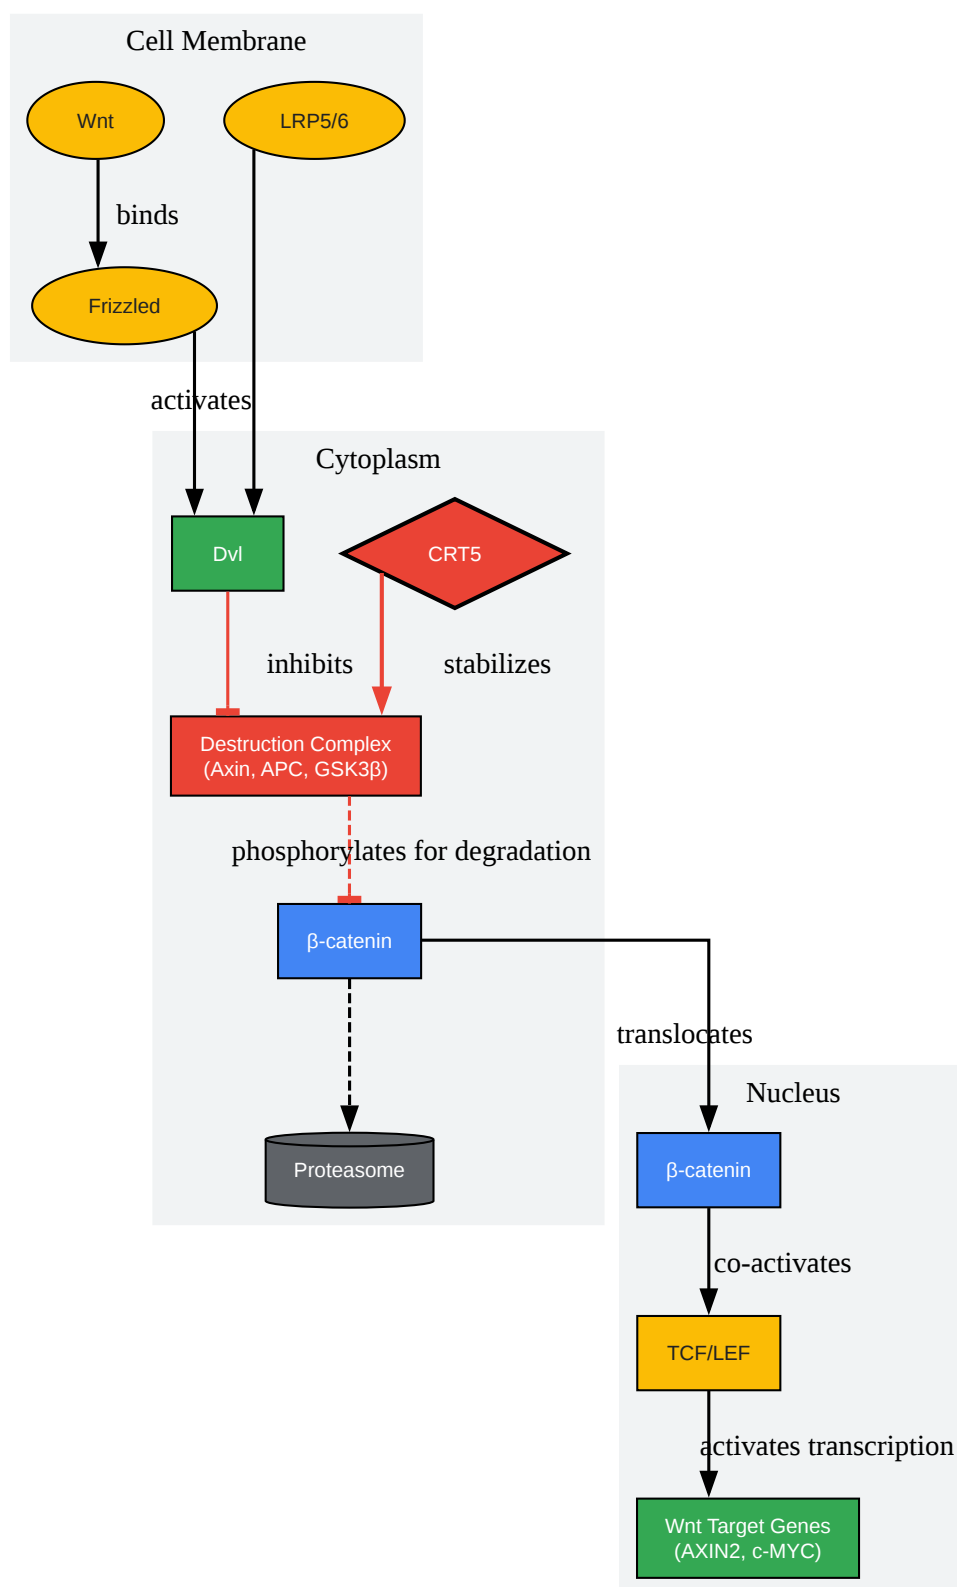 Cell Membrane
Wnt
LRP5/6
binds
Frizzled
activates
Cytoplasm
Dvl
CRT5
inhibits
stabilizes
Destruction Complex
(Axin, APC, GSK3β)
phosphorylates for degradation
β-catenin
translocates
Nucleus
Proteasome
β-catenin
co-activates
TCF/LEF
activates transcription
Wnt Target Genes
(AXIN2, c-MYC)